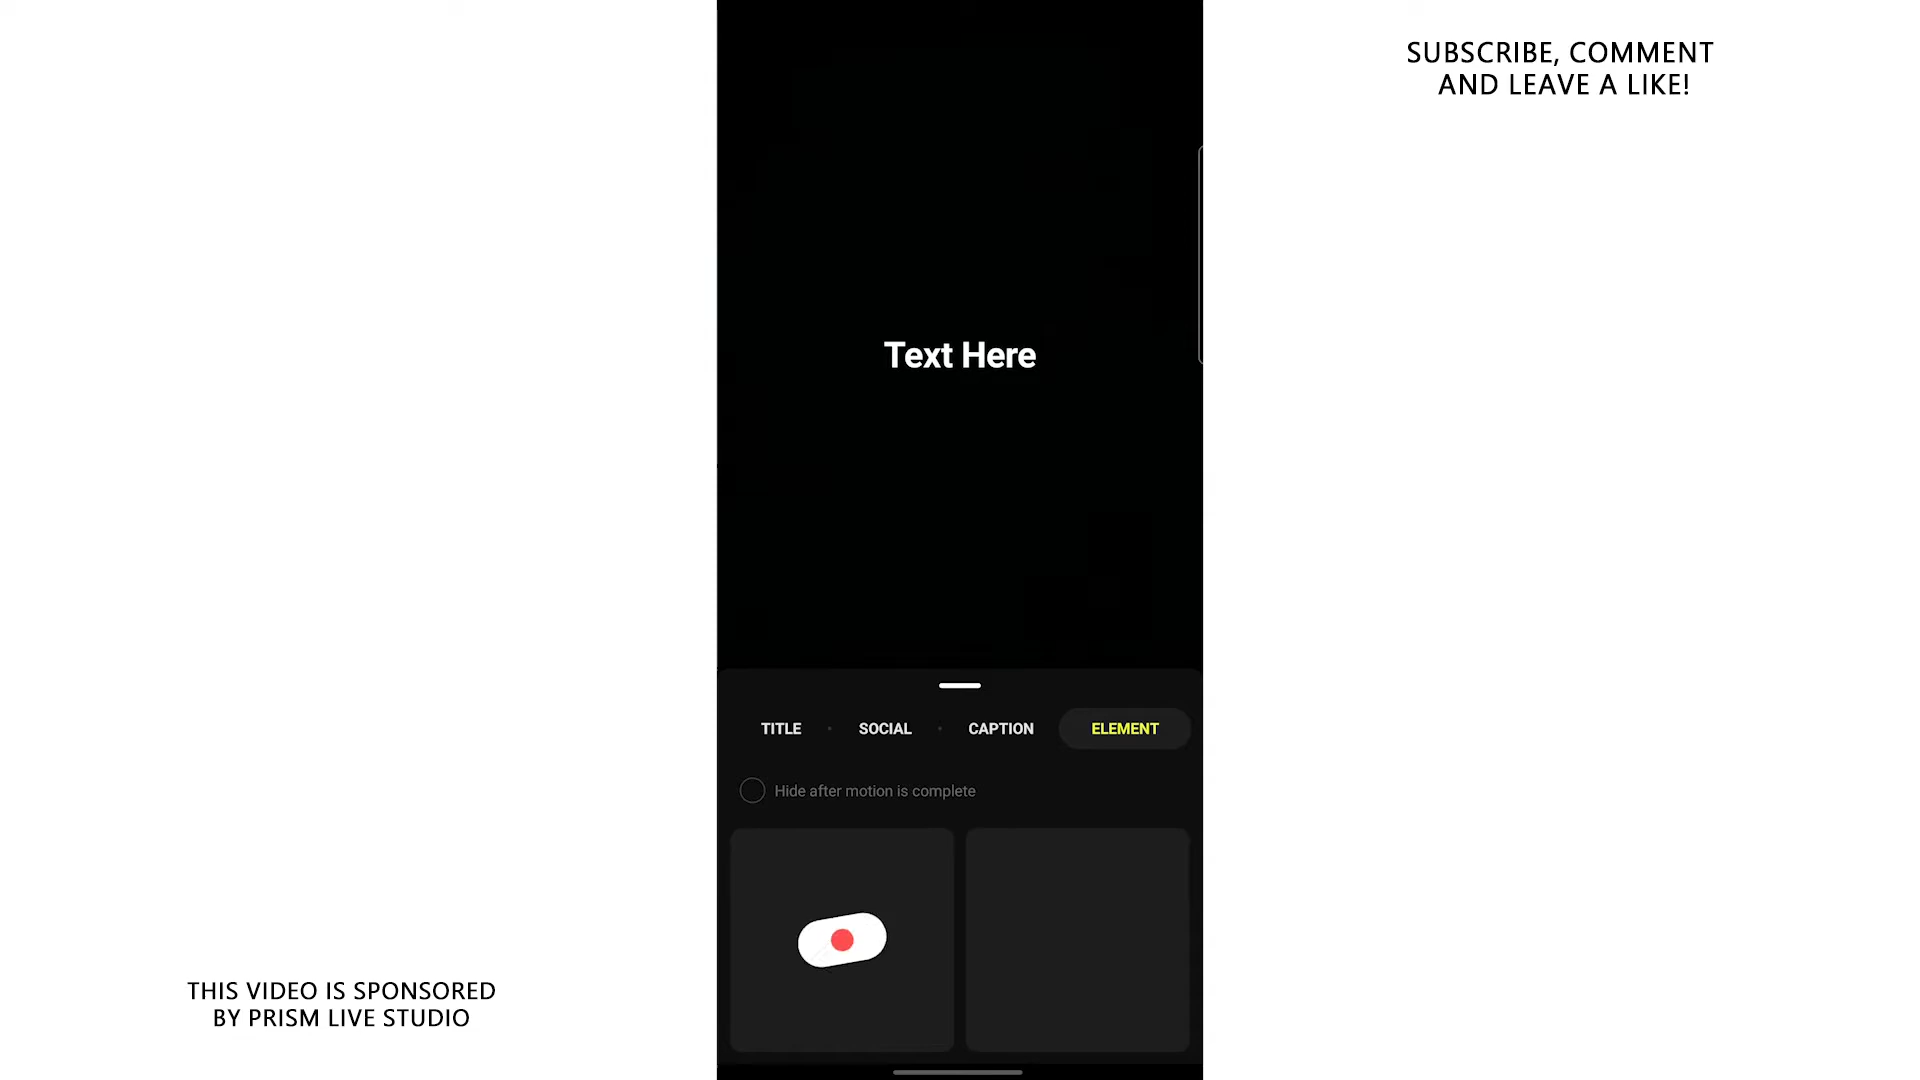 SUBSCRIBE, COMMENT
AND LEAVE A LIKE!
Text Here
TITLE · SOCIAL · CAPTION ELEMENT
Hide after motion is complete
THIS VIDEO IS SPONSORED
BY PRISM LIVE STUDIO